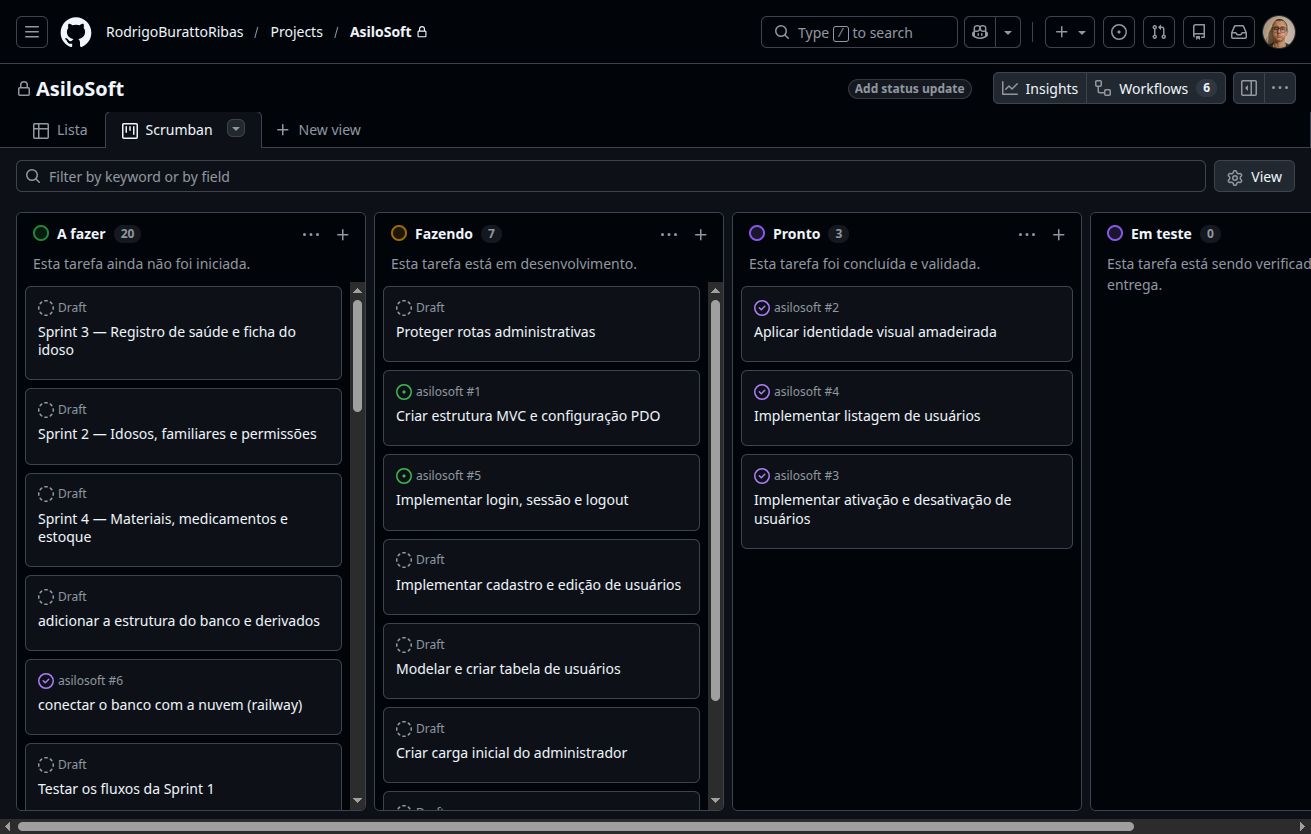 RodrigoBurattoRibas / Projects / AsiloSoft
Type / to search
AsiloSoft
Add status update
Insights
Workflows 6
Lista
Scrumban
New view
Filter by keyword or by field
View
A fazer 20
Esta tarefa ainda não foi iniciada.
Draft
Sprint 3 — Registro de saúde e ficha do
idoso
Draft
Sprint 2 — Idosos, familiares e permissões
Draft
Sprint 4 — Materiais, medicamentos e
estoque
Draft
adicionar a estrutura do banco e derivados
asilosoft #6
conectar o banco com a nuvem (railway)
Draft
Testar os fluxos da Sprint 1
Fazendo 7
Esta tarefa está em desenvolvimento.
Draft
Proteger rotas administrativas
asilosoft #1
Criar estrutura MVC e configuração PDO
asilosoft #5
Implementar login, sessão e logout
Draft
Implementar cadastro e edição de usuários
Draft
Modelar e criar tabela de usuários
Draft
Criar carga inicial do administrador
Draft
Pronto 3
Esta tarefa foi concluída e validada.
asilosoft #2
Aplicar identidade visual amadeirada
asilosoft #4
Implementar listagem de usuários
asilosoft #3
Implementar ativação e desativação de
usuários
Em teste 0
Esta tarefa está sendo verificad
entrega.